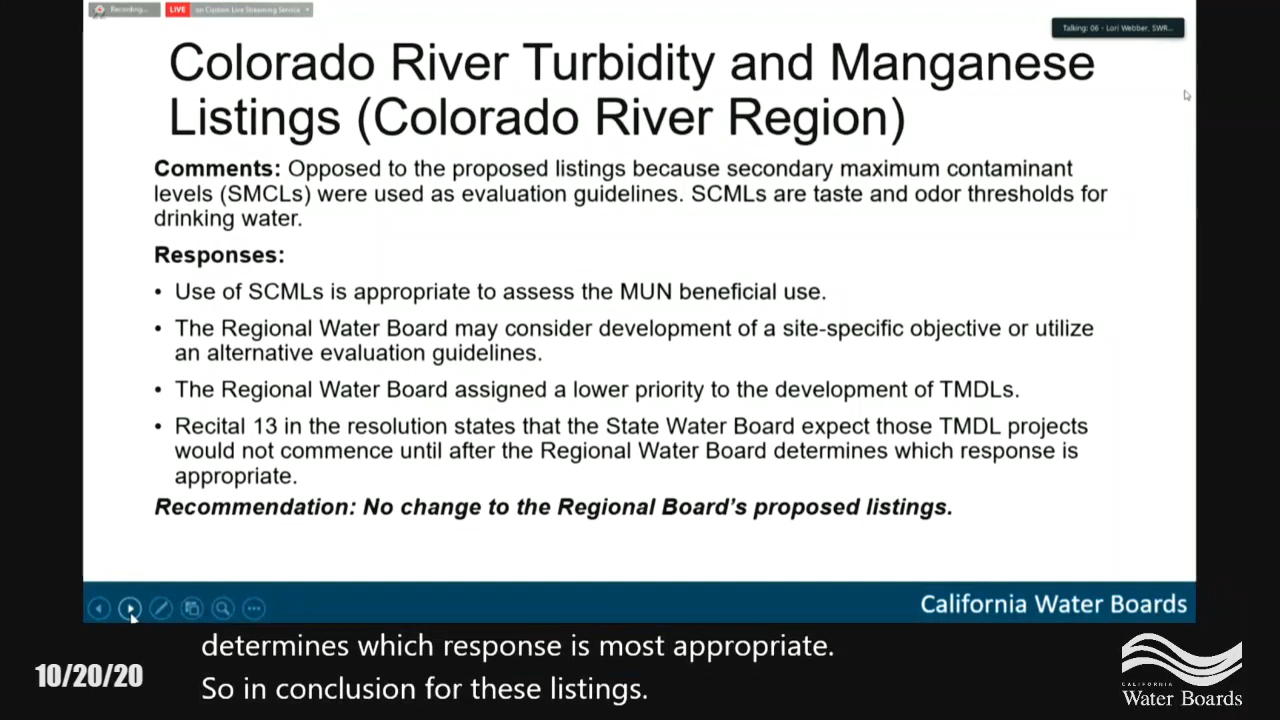 Recording...
LIVE on Custom Live Streaming Service
Talking: 06 - Lori Webber, SWR...
Colorado River Turbidity and Manganese
Listings (Colorado River Region)
Comments: Opposed to the proposed listings because secondary maximum contaminant
levels (SMCLs) were used as evaluation guidelines. SCMLs are taste and odor thresholds for
drinking water.
Responses:
• Use of SCMLs is appropriate to assess the MUN beneficial use.
• The Regional Water Board may consider development of a site-specific objective or utilize
an alternative evaluation guidelines.
• The Regional Water Board assigned a lower priority to the development of TMDLs.
• Recital 13 in the resolution states that the State Water Board expect those TMDL projects
would not commence until after the Regional Water Board determines which response is
appropriate.
Recommendation: No change to the Regional Board's proposed listings.
California Water Boards
determines which response is most appropriate.
So in conclusion for these listings.
10/20/20
CALIFORNIA
Water Boards